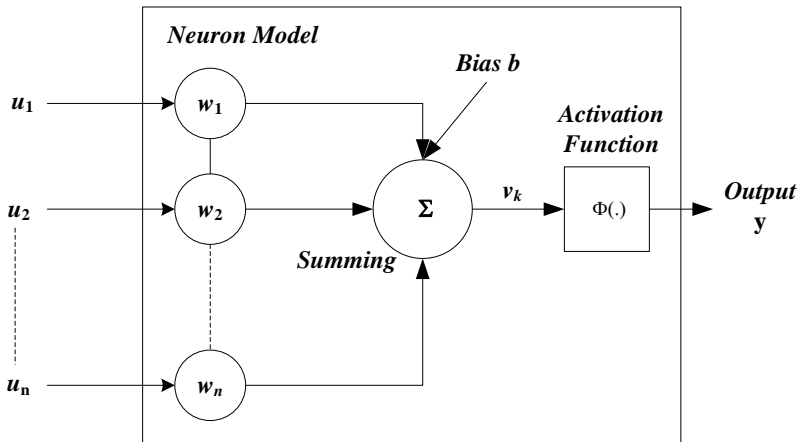 Neuron Model
Bias b
Activation
Function
u1
w1
u2
w2
Σ
vk
Φ(.)
Output
y
Summing
un
wn